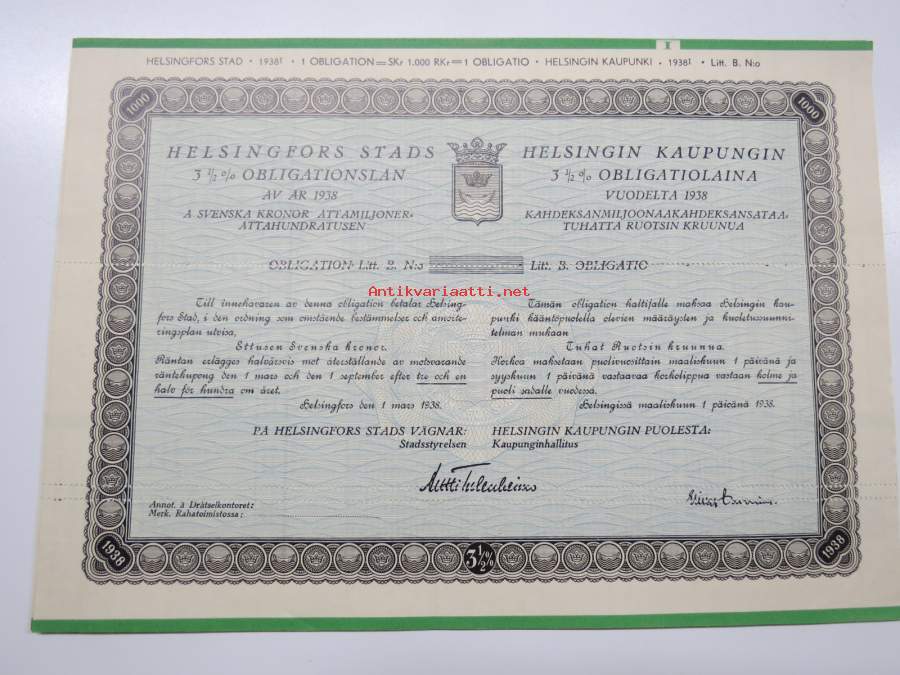 I
HELSINGFORS STAD • 1938I • 1 OBLIGATION = SKr 1.000 RKr = 1 OBLIGATIO • HELSINGIN KAUPUNKI • 1938I • Litt. B. N:o
1000
1000
HELSINGFORS STADS
3 1/2 % OBLIGATIONSLÅN
AV ÅR 1938
Å SVENSKA KRONOR ÅTTAMILJONER-
ÅTTAHUNDRATUSEN
HELSINGIN KAUPUNGIN
3 1/2 % OBLIGATIOLAINA
VUODELTA 1938
KAHDEKSANMILJOONAAKAHDEKSANSATAA-
TUHATTA RUOTSIN KRUUNUA
OBLIGATION Litt. B. N:o
Litt. B. OBLIGATIO
Antikvariaatti.net
Till innehavaren av denna obligation betalar Helsing-
fors Stad, i den ordning som omstående bestämmelser och amorte-
ringsplan utvisa,
Ettusen Svenska kronor.
Räntan erlägges halvårsvis mot återställande av motsvarande
räntekupong den 1 mars och den 1 september efter tre och en
halv för hundra om året.
Helsingfors den 1 mars 1938.
PÅ HELSINGFORS STADS VÄGNAR:
Stadsstyrelsen
Tämän obligation haltijalle maksaa Helsingin kau-
punki kääntöpuolella olevien määräysten ja kuoletussuunni-
telman mukaan
Tuhat Ruotsin kruunua.
Korkoa maksetaan puolivuosittain maaliskuun 1 päivänä ja
syyskuun 1 päivänä vastaavaa korkolippua vastaan kolme ja
puoli sadalle vuodessa.
Helsingissä maaliskuun 1 päivänä 1938.
HELSINGIN KAUPUNGIN PUOLESTA:
Kaupunginhallitus
Annot. å Drätselkontoret:
Merk. Rahatoimistossa:
1938
3 1/2 %
1938